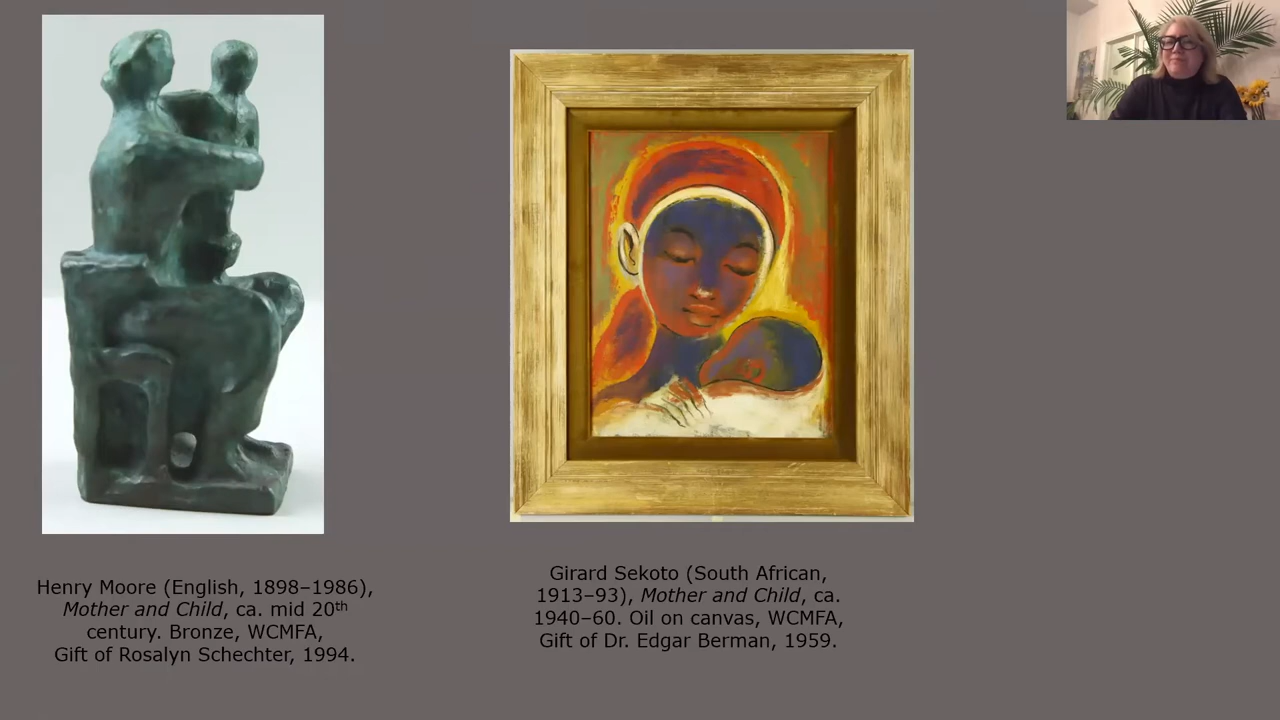 Henry Moore (English, 1898–1986),
Mother and Child, ca. mid 20th
century. Bronze, WCMFA,
Gift of Rosalyn Schechter, 1994.
Girard Sekoto (South African,
1913–93), Mother and Child, ca.
1940–60. Oil on canvas, WCMFA,
Gift of Dr. Edgar Berman, 1959.